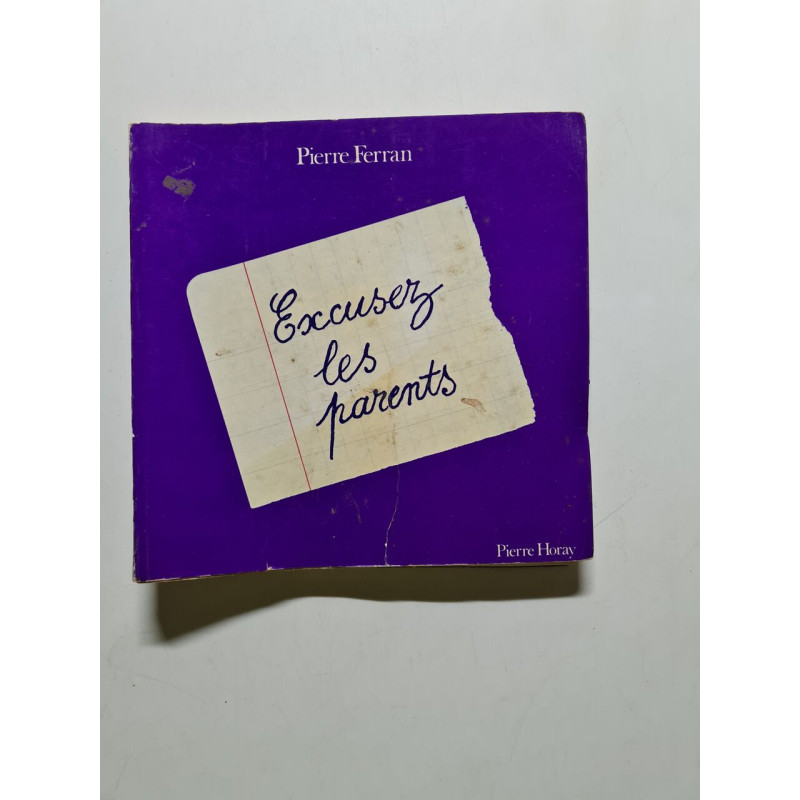 Pierre Ferran
Excusez
les
parents
Pierre Horay